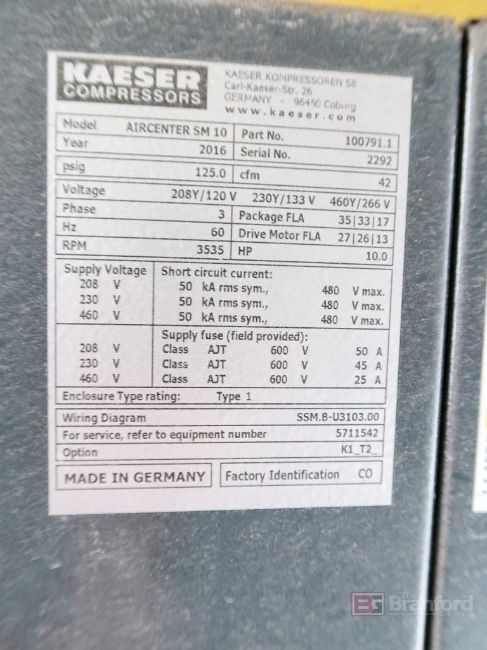 KAESER
COMPRESSORS
KAESER KOMPRESSOREN SE
Carl-Kaeser-Str. 26
GERMANY - 96450 Coburg
www.kaeser.com
Model AIRCENTER SM 10 Part No. 100791.1
Year 2016 Serial No. 2292
psig 125.0 cfm 42
Voltage 208Y/120 V 230Y/133 V 460Y/266 V
Phase 3 Package FLA 35|33|17
Hz 60 Drive Motor FLA 27|26|13
RPM 3535 HP 10.0
Supply Voltage Short circuit current:
208 V 50 kA rms sym., 480 V max.
230 V 50 kA rms sym., 480 V max.
460 V 50 kA rms sym., 480 V max.
Supply fuse (field provided):
208 V Class AJT 600 V 50 A
230 V Class AJT 600 V 45 A
460 V Class AJT 600 V 25 A
Enclosure Type rating: Type 1
Wiring Diagram SSM.B-U3103.00
For service, refer to equipment number 5711542
Option K1_T2_
MADE IN GERMANY Factory Identification CO
The
Branford